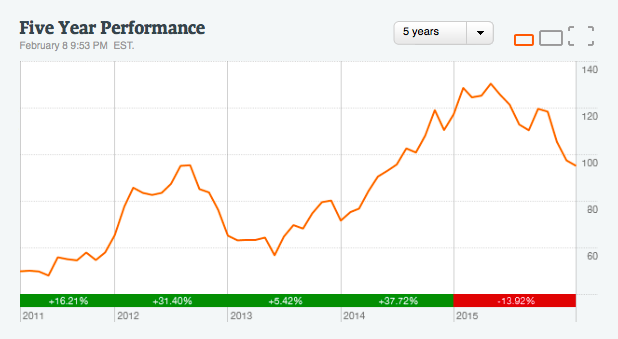 Five Year Performance
February 8 9:53 PM EST.
5 years
140
120
100
80
60
+16.21% +31.40% +5.42% +37.72% -13.92%
2011 2012 2013 2014 2015